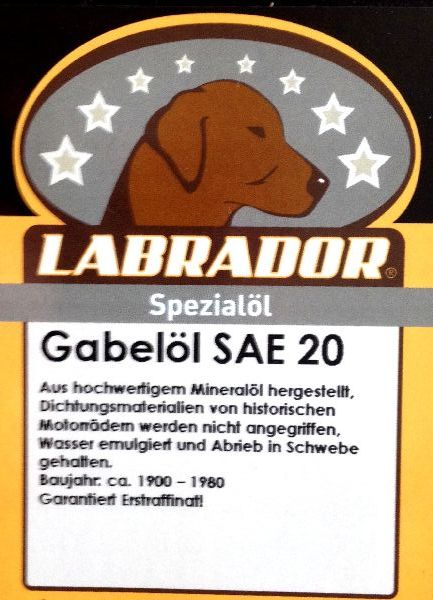 LABRADOR®
Spezialöl
Gabelöl SAE 20
Aus hochwertigem Mineralöl hergestellt,
Dichtungsmaterialien von historischen
Motorrädern werden nicht angegriffen,
Wasser emulgiert und Abrieb in Schwebe
gehalten.
Baujahr: ca. 1900 – 1980
Garantiert Erstraffinat!